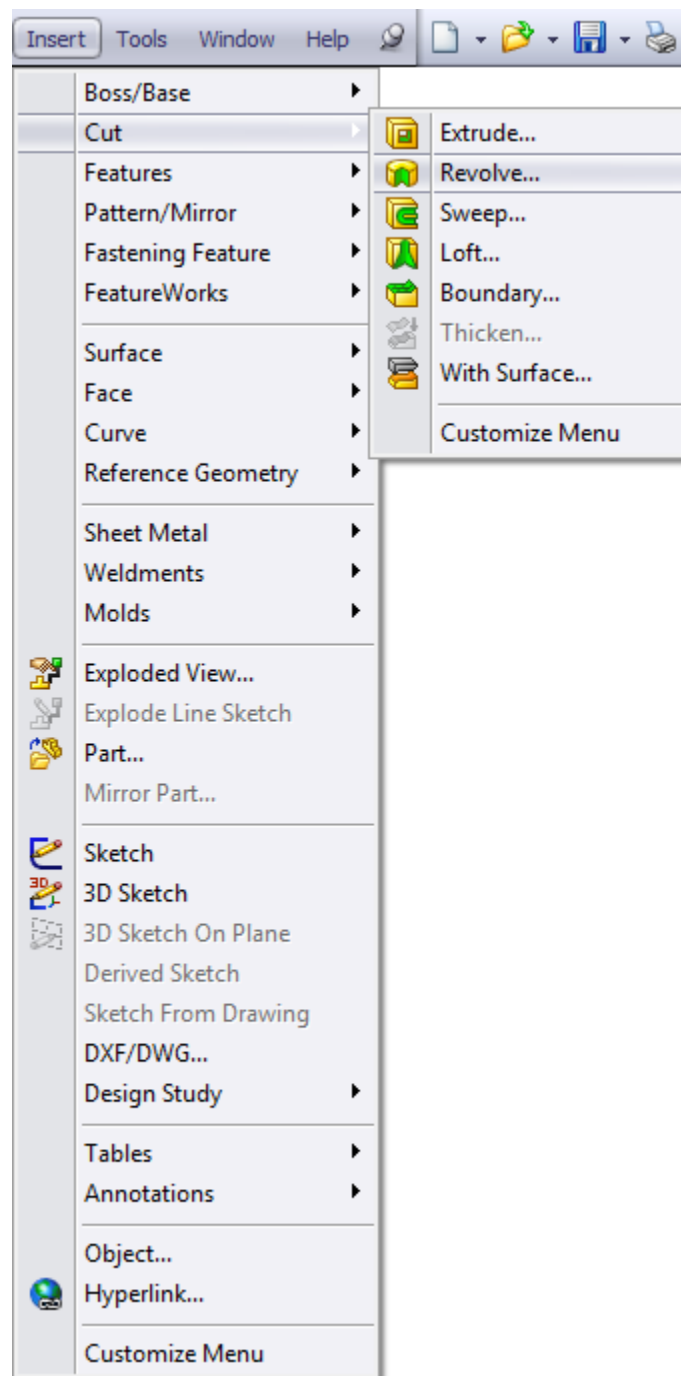 Insert Tools Window Help
Boss/Base
Cut
Features
Pattern/Mirror
Fastening Feature
FeatureWorks
Surface
Face
Curve
Reference Geometry
Sheet Metal
Weldments
Molds
Exploded View...
Explode Line Sketch
Part...
Mirror Part...
Sketch
3D Sketch
3D Sketch On Plane
Derived Sketch
Sketch From Drawing
DXF/DWG...
Design Study
Tables
Annotations
Object...
Hyperlink...
Customize Menu
Extrude...
Revolve...
Sweep...
Loft...
Boundary...
Thicken...
With Surface...
Customize Menu